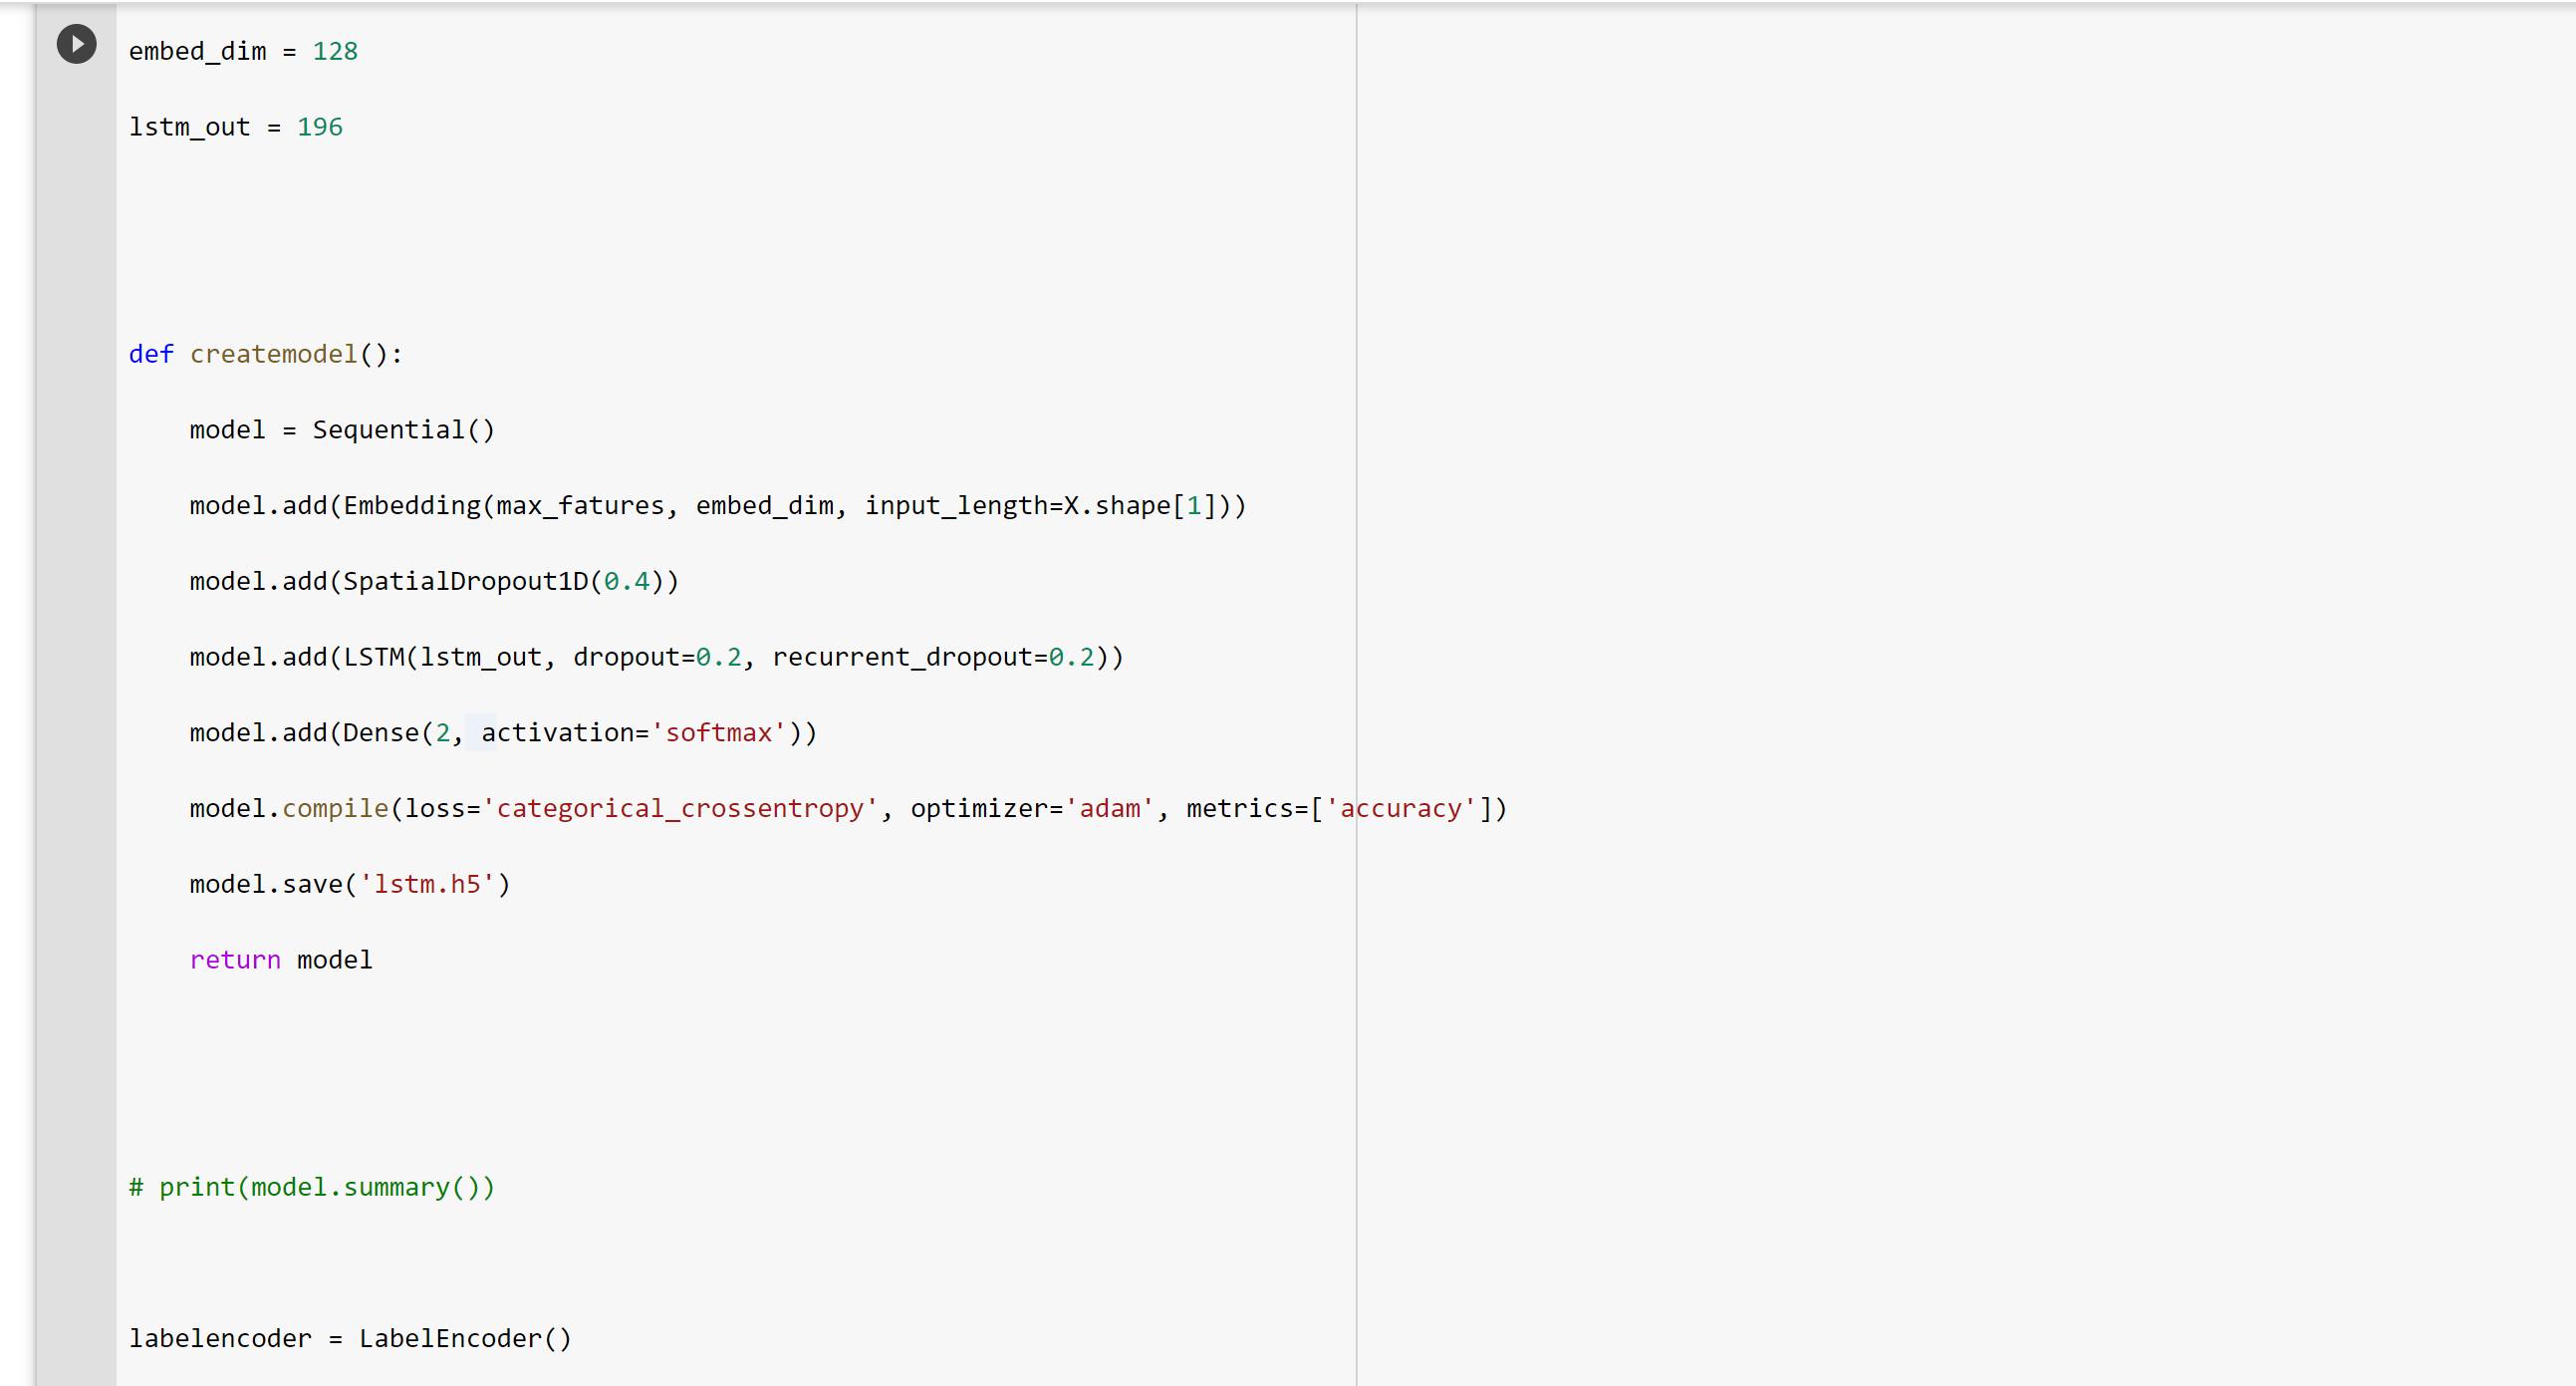 embed_dim = 128
lstm_out = 196
def createmodel():
    model = Sequential()
    model.add(Embedding(max_fatures, embed_dim, input_length=X.shape[1]))
    model.add(SpatialDropout1D(0.4))
    model.add(LSTM(lstm_out, dropout=0.2, recurrent_dropout=0.2))
    model.add(Dense(2, activation='softmax'))
    model.compile(loss='categorical_crossentropy', optimizer='adam', metrics=['accuracy'])
    model.save('lstm.h5')
    return model
# print(model.summary())
labelencoder = LabelEncoder()